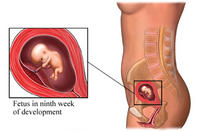 Fetus in ninth week
of development